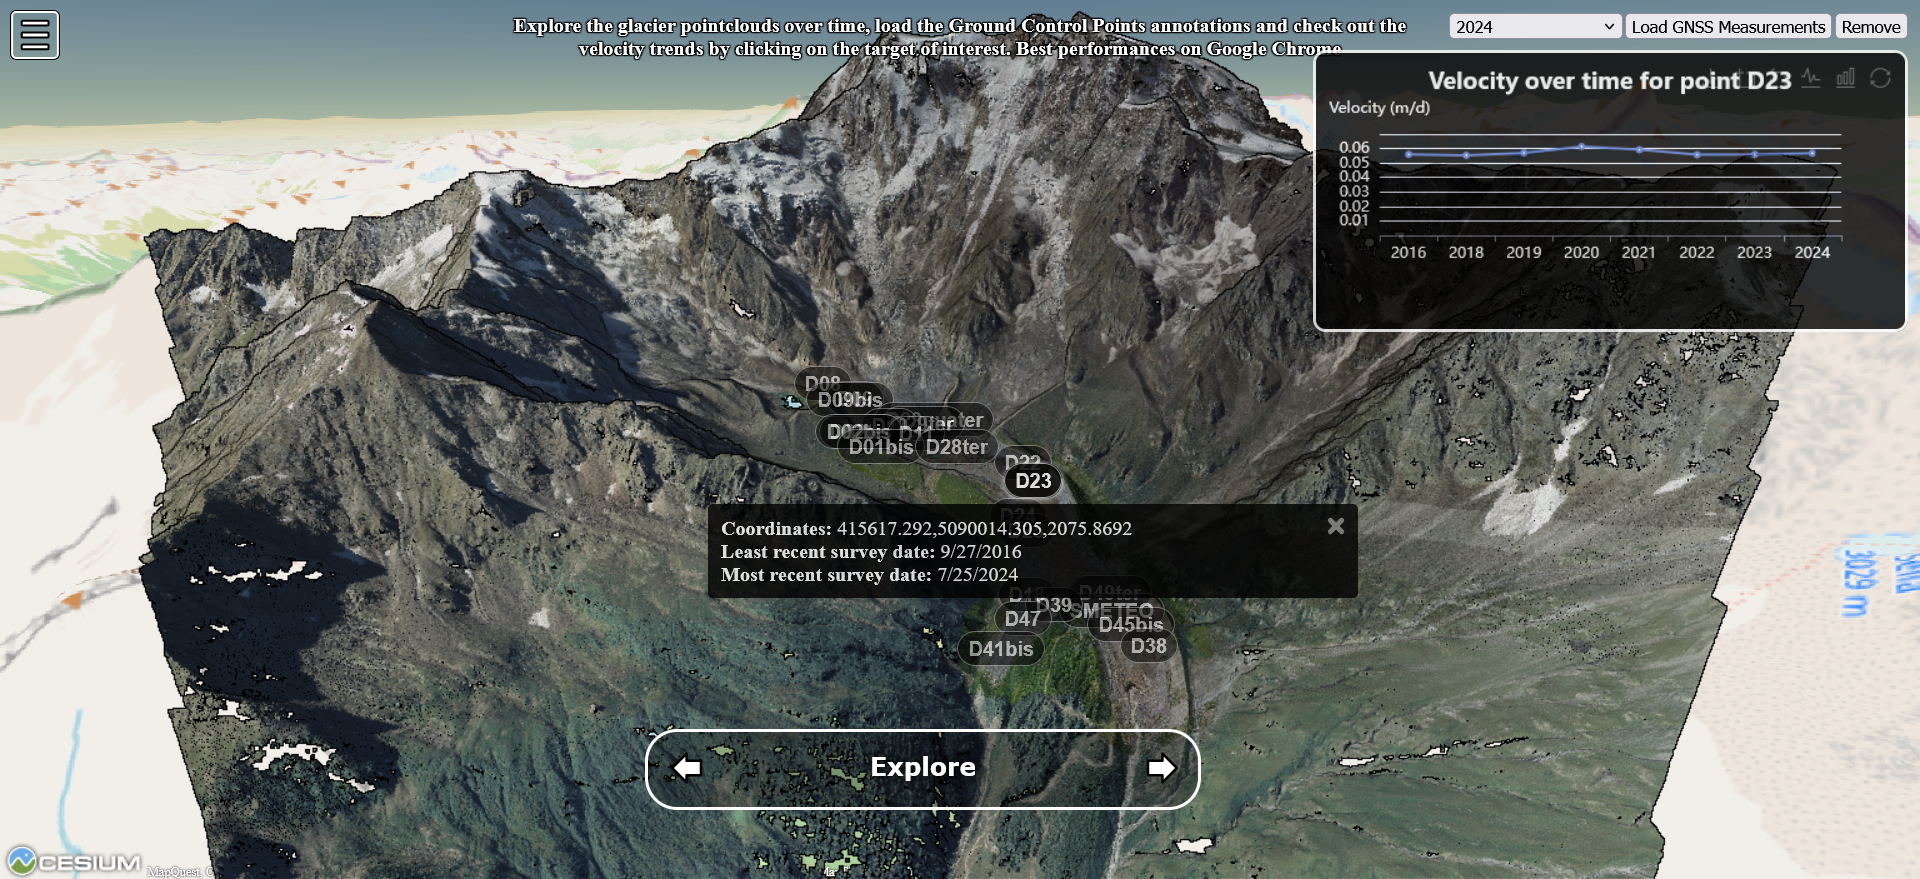 Explore the glacier pointclouds over time, load the Ground Control Points annotations and check out the
velocity trends by clicking on the target of interest. Best performances on Google Chrome.
2024
Load GNSS Measurements
Remove
Velocity over time for point D23
Velocity (m/d)
0.06
0.05
0.04
0.03
0.02
0.01
2016 2018 2019 2020 2021 2022 2023 2024
D08
D09bis
D02bis
D11ter
D01bis
D28ter
D22
D23
D24
Coordinates: 415617.292,5090014.305,2075.8692
Least recent survey date: 9/27/2016
Most recent survey date: 7/25/2024
D49ter
D39
SMETEO
D47
D45bis
D38
D41bis
3029 m
Explore
CESIUM
MapQuest,